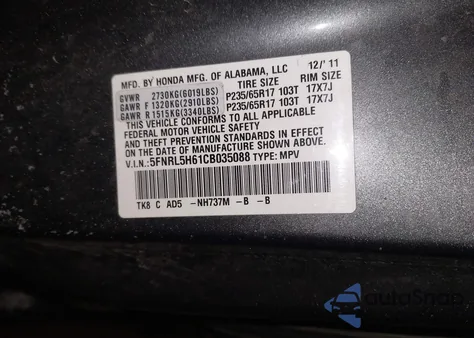 MFD. BY HONDA MFG. OF ALABAMA, LLC 12/'11
TIRE SIZE RIM SIZE
GVWR 2730KG(6019LBS)
GAWR F 1320KG(2910LBS) P235/65R17 103T 17X7J
GAWR R 1515KG(3340LBS) P235/65R17 103T 17X7J
THIS VEHICLE CONFORMS TO ALL APPLICABLE
FEDERAL MOTOR VEHICLE SAFETY
AND THEFT PREVENTION STANDARDS IN EFFECT
ON THE DATE OF MANUFACTURE SHOWN ABOVE.
V.I.N.: 5FNRL5H61CB035088 TYPE: MPV
TK8 C AD5 -NH737M -B -B
autoSnap